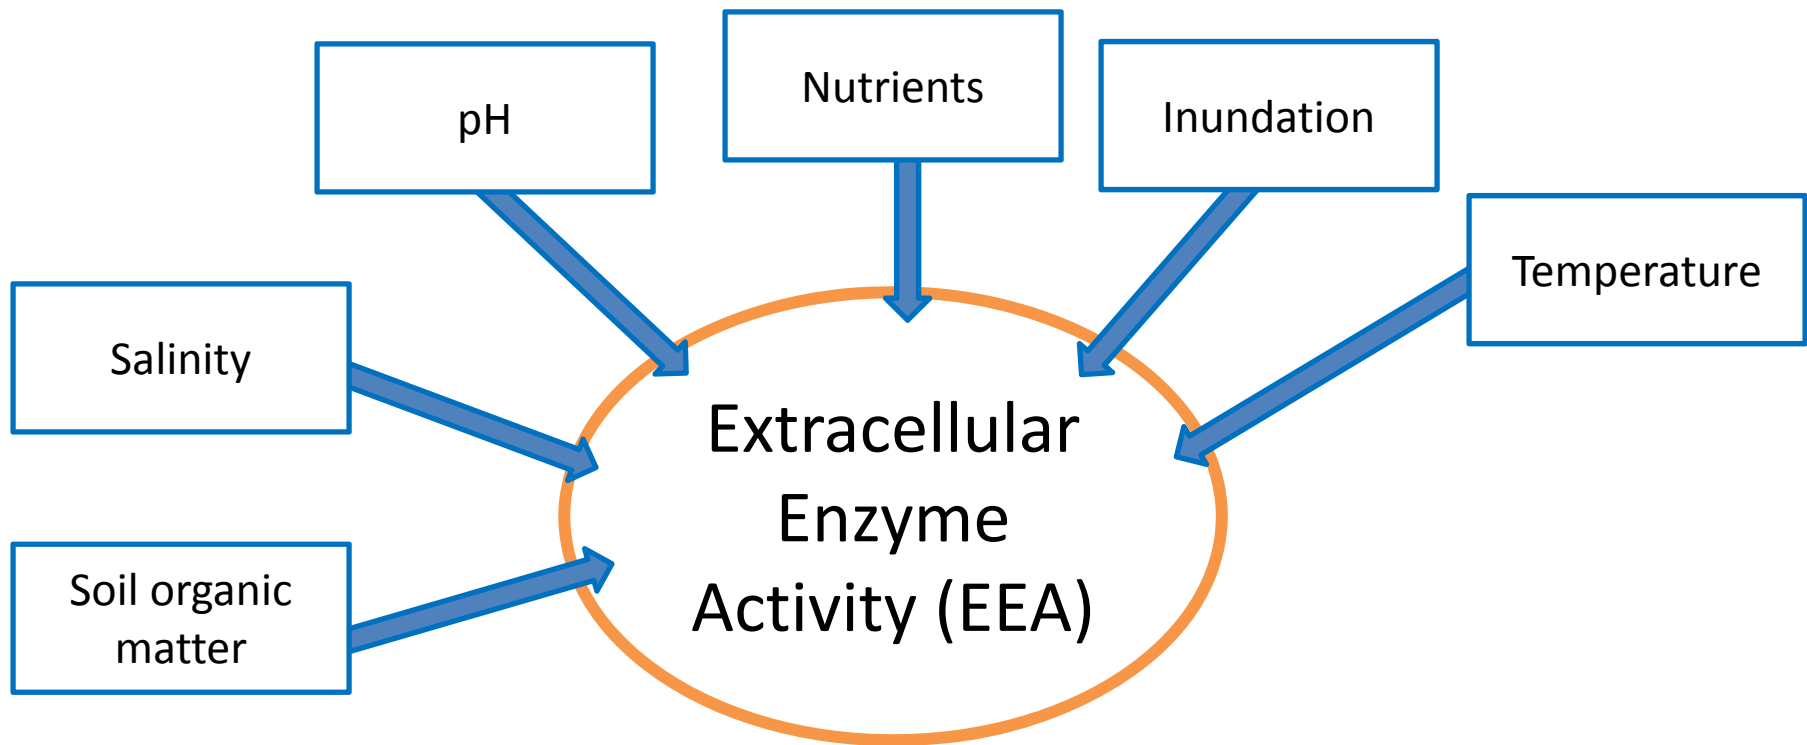 pH
Nutrients
Inundation
Temperature
Salinity
Soil organic
matter
Extracellular
Enzyme
Activity (EEA)